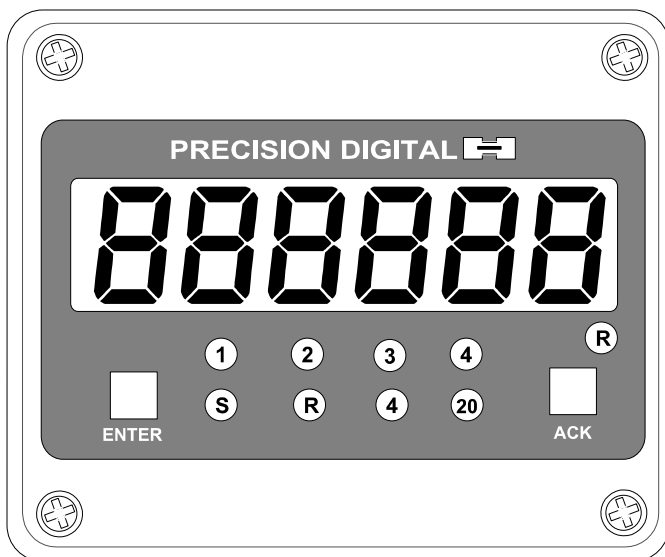 PRECISION DIGITAL
888888
1 2 3 4
R
S R 4 20
ENTER ACK